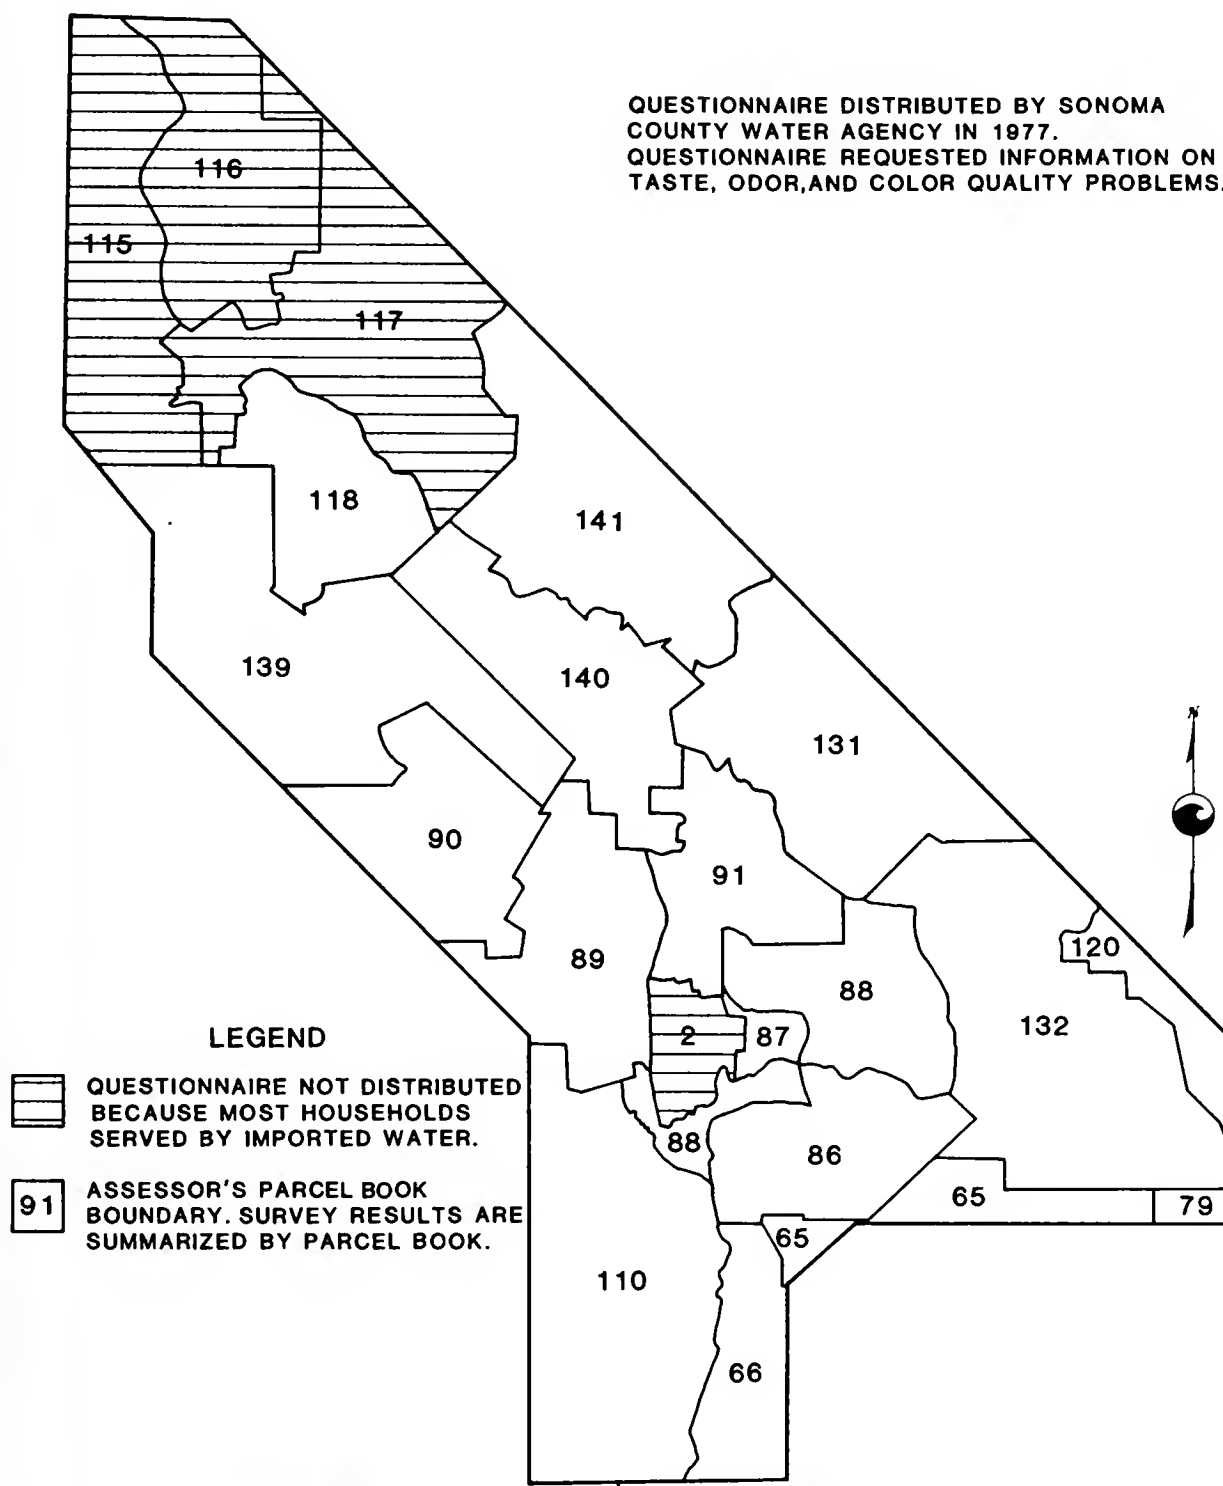 QUESTIONNAIRE DISTRIBUTED BY SONOMA
COUNTY WATER AGENCY IN 1977.
QUESTIONNAIRE REQUESTED INFORMATION ON
TASTE, ODOR, AND COLOR QUALITY PROBLEMS.
116
115
117
118
141
139
140
N
131
90
91
89
120
88
132
2
87
LEGEND
QUESTIONNAIRE NOT DISTRIBUTED
BECAUSE MOST HOUSEHOLDS
SERVED BY IMPORTED WATER.
88
86
91
ASSESSOR'S PARCEL BOOK
BOUNDARY. SURVEY RESULTS ARE
SUMMARIZED BY PARCEL BOOK.
65
79
65
110
66